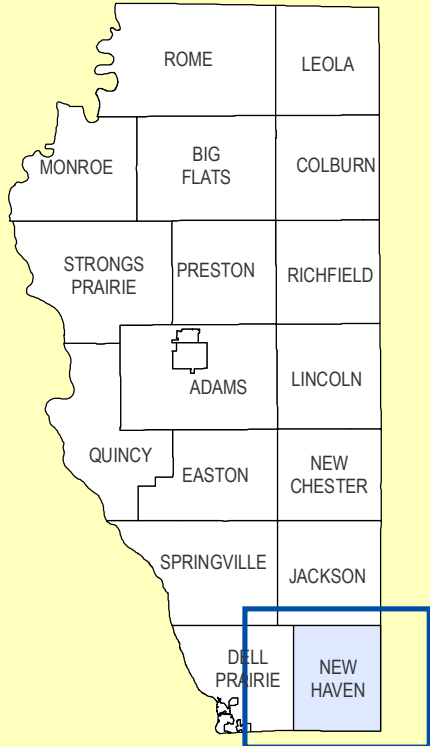 ROME
LEOLA
MONROE
BIG
FLATS
COLBURN
STRONGS
PRAIRIE
PRESTON
RICHFIELD
ADAMS
LINCOLN
QUINCY
EASTON
NEW
CHESTER
SPRINGVILLE
JACKSON
DELL
PRAIRIE
NEW
HAVEN